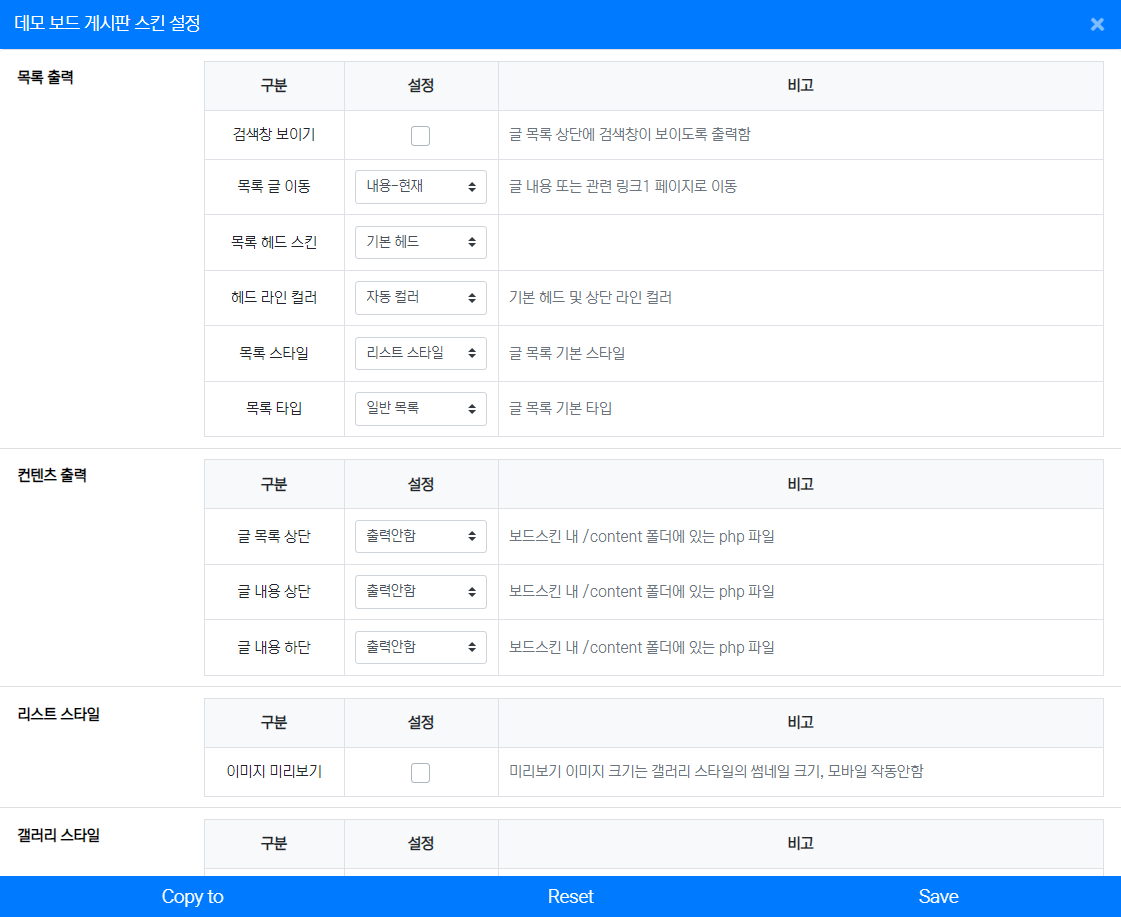 데모 보드 게시판 스킨 설정
×
목록 출력
구분 설정 비고
검색창 보이기 글 목록 상단에 검색창이 보이도록 출력함
목록 글 이동 내용-현재 글 내용 또는 관련 링크1 페이지로 이동
목록 헤드 스킨 기본 헤드
헤드 라인 컬러 자동 컬러 기본 헤드 및 상단 라인 컬러
목록 스타일 리스트 스타일 글 목록 기본 스타일
목록 타입 일반 목록 글 목록 기본 타입
컨텐츠 출력
구분 설정 비고
글 목록 상단 출력안함 보드스킨 내 /content 폴더에 있는 php 파일
글 내용 상단 출력안함 보드스킨 내 /content 폴더에 있는 php 파일
글 내용 하단 출력안함 보드스킨 내 /content 폴더에 있는 php 파일
리스트 스타일
구분 설정 비고
이미지 미리보기 미리보기 이미지 크기는 갤러리 스타일의 썸네일 크기, 모바일 작동안함
갤러리 스타일
구분 설정 비고
Copy to Reset Save